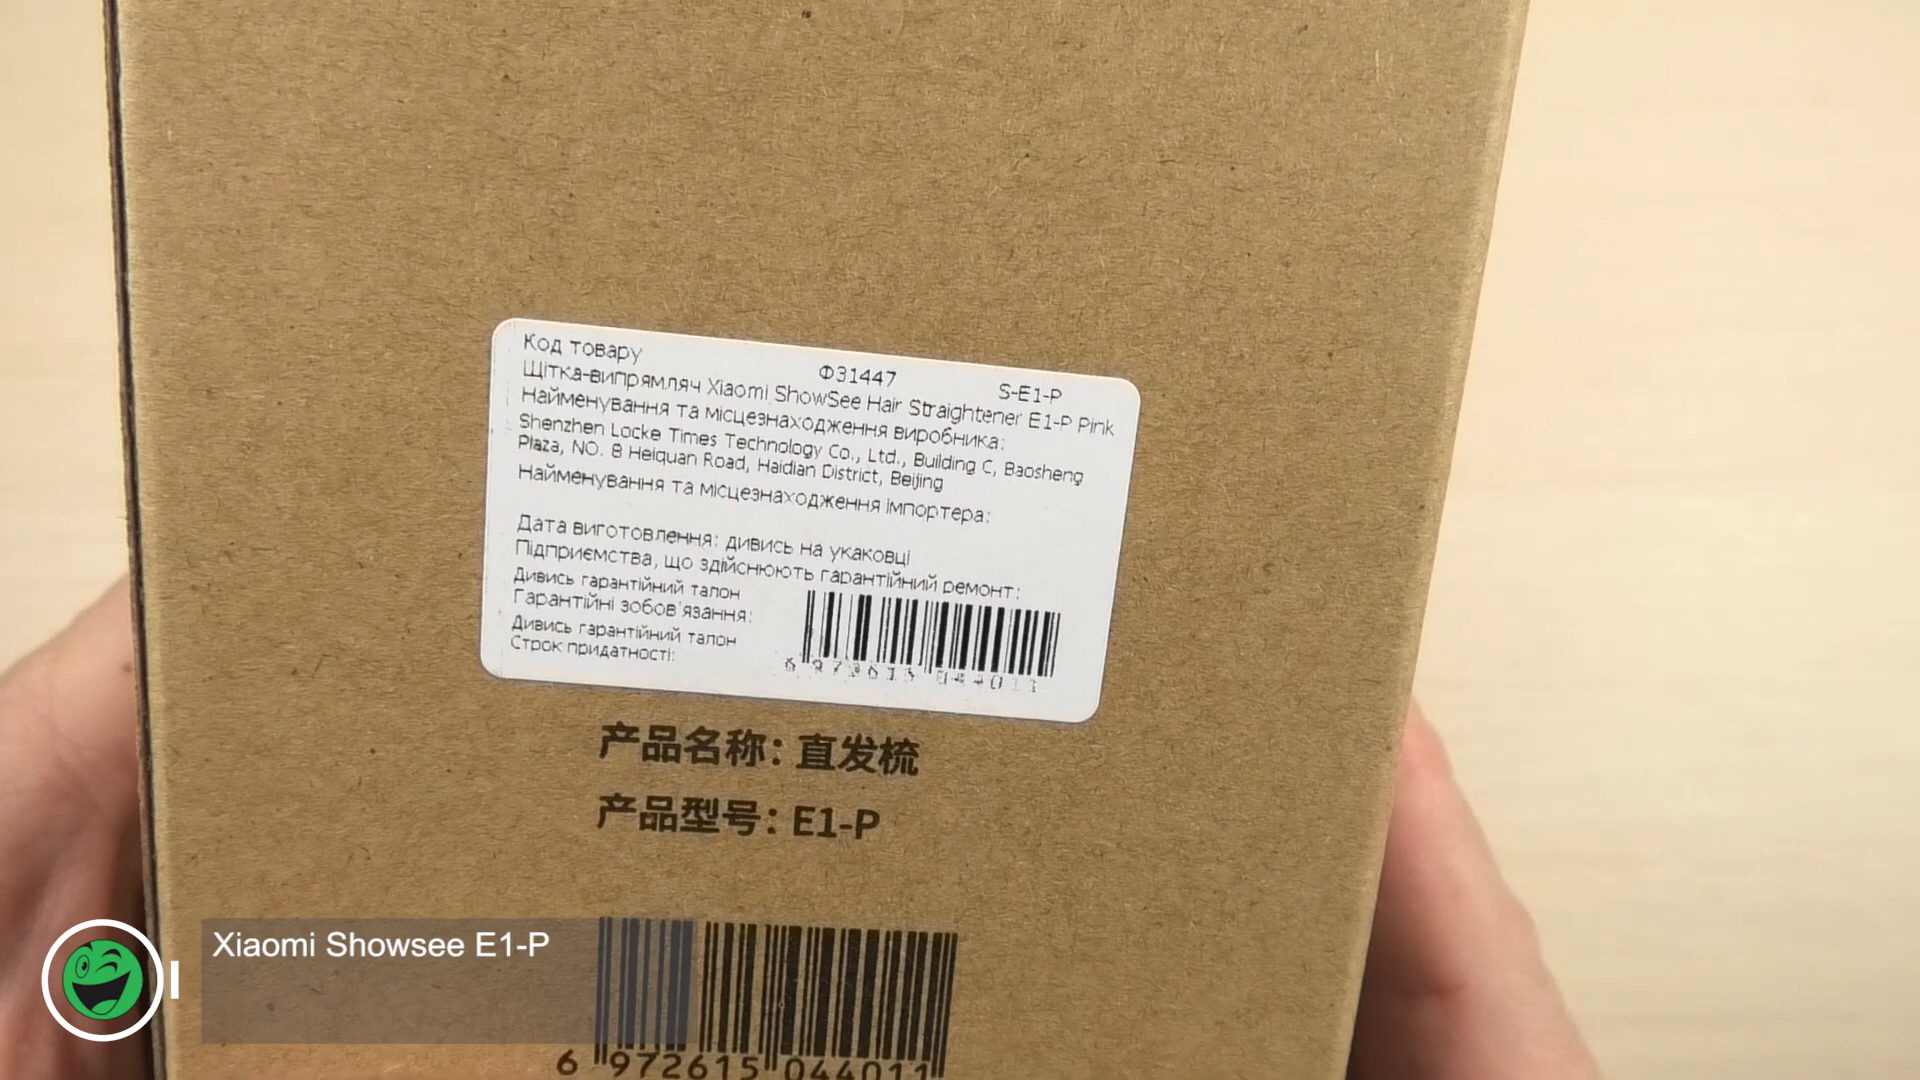 Код товару Ф31447 S-E1-P
Щітка-випрямляч Xiaomi ShowSee Hair Straightener E1-P Pink
Найменування та місцезнаходження виробника:
Shenzhen Locke Times Technology Co., Ltd., Building C, Baosheng
Plaza, NO. 8 Heiquan Road, Haidian District, Beijing
Найменування та місцезнаходження імпортера:
Дата виготовлення: дивись на укаковці
Підприємства, що здійснюють гарантійний ремонт:
Дивись гарантійний талон
Гарантійні зобов'язання:
Дивись гарантійний талон
Строк придатності:
产品名称：直发梳
产品型号：E1-P
6 972615 044011
Xiaomi Showsee E1-P